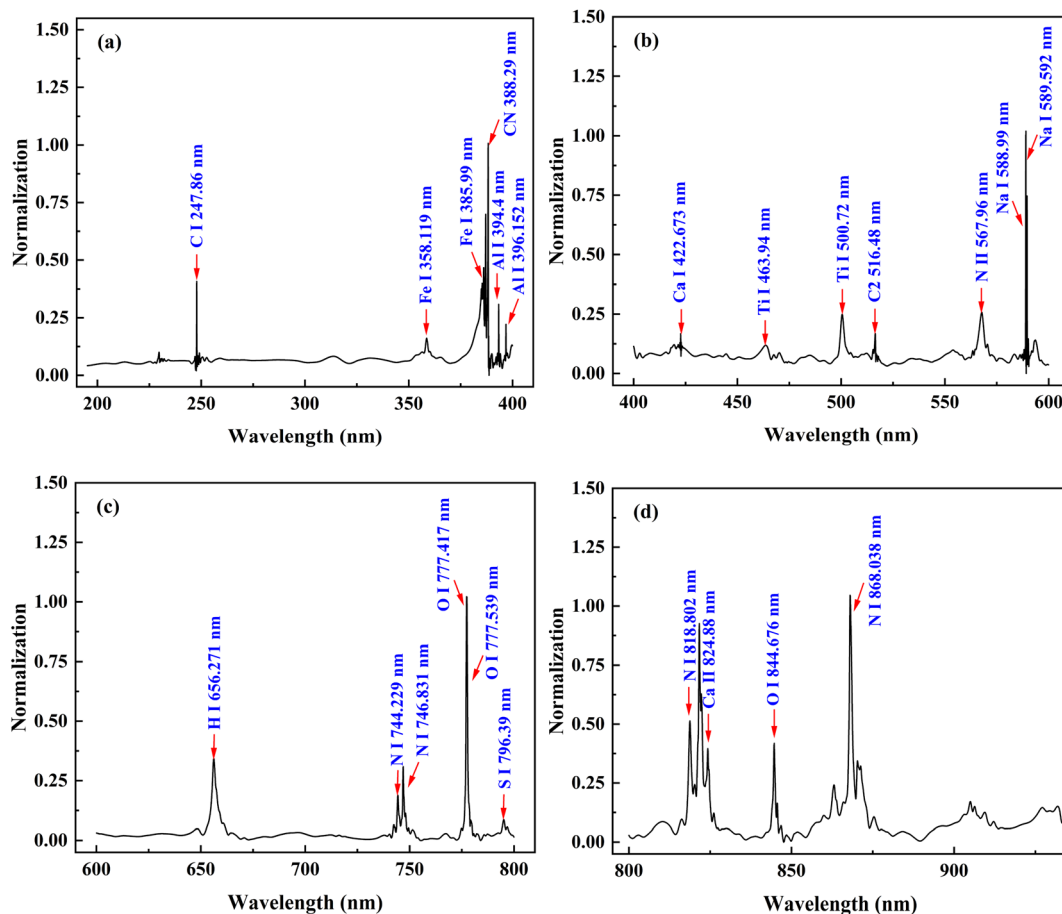 (a)
1.50
1.25
1.00
0.75
0.50
0.25
0.00
Normalization
C I 247.86 nm
Fe I 358.119 nm
Fe I 385.99 nm
CN 388.29 nm
Al I 394.4 nm
Al I 396.152 nm
200 250 300 350 400
Wavelength (nm)
(b)
1.50
1.25
1.00
0.75
0.50
0.25
0.00
Normalization
Ca I 422.673 nm
Ti I 463.94 nm
Ti I 500.72 nm
C2 516.48 nm
N II 567.96 nm
Na I 588.99 nm
Na I 589.592 nm
400 450 500 550 600
Wavelength (nm)
(c)
1.50
1.25
1.00
0.75
0.50
0.25
0.00
Normalization
H I 656.271 nm
N I 744.229 nm
N I 746.831 nm
O I 777.417 nm
O I 777.539 nm
S I 796.39 nm
600 650 700 750 800
Wavelength (nm)
(d)
1.50
1.25
1.00
0.75
0.50
0.25
0.00
Normalization
N I 818.802 nm
Ca II 824.88 nm
O I 844.676 nm
N I 868.038 nm
800 850 900
Wavelength (nm)